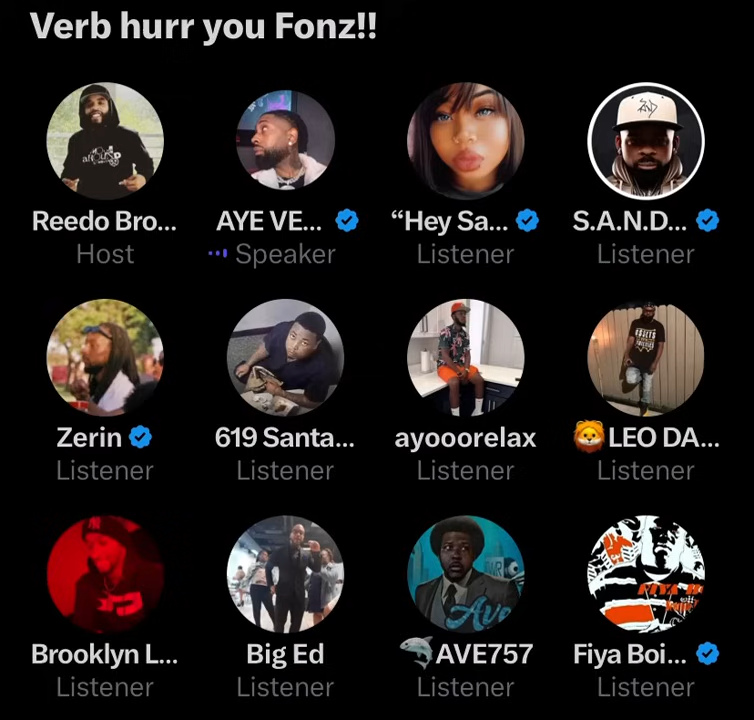 Verb hurr you Fonz!!
Reedo Bro... AYE VE... “Hey Sa... S.A.N.D...
Host Speaker Listener Listener
Zerin 619 Santa... ayooorelax 🦁LEO DA...
Listener Listener Listener Listener
Brooklyn L... Big Ed 🐬AVE757 Fiya Boi...
Listener Listener Listener Listener